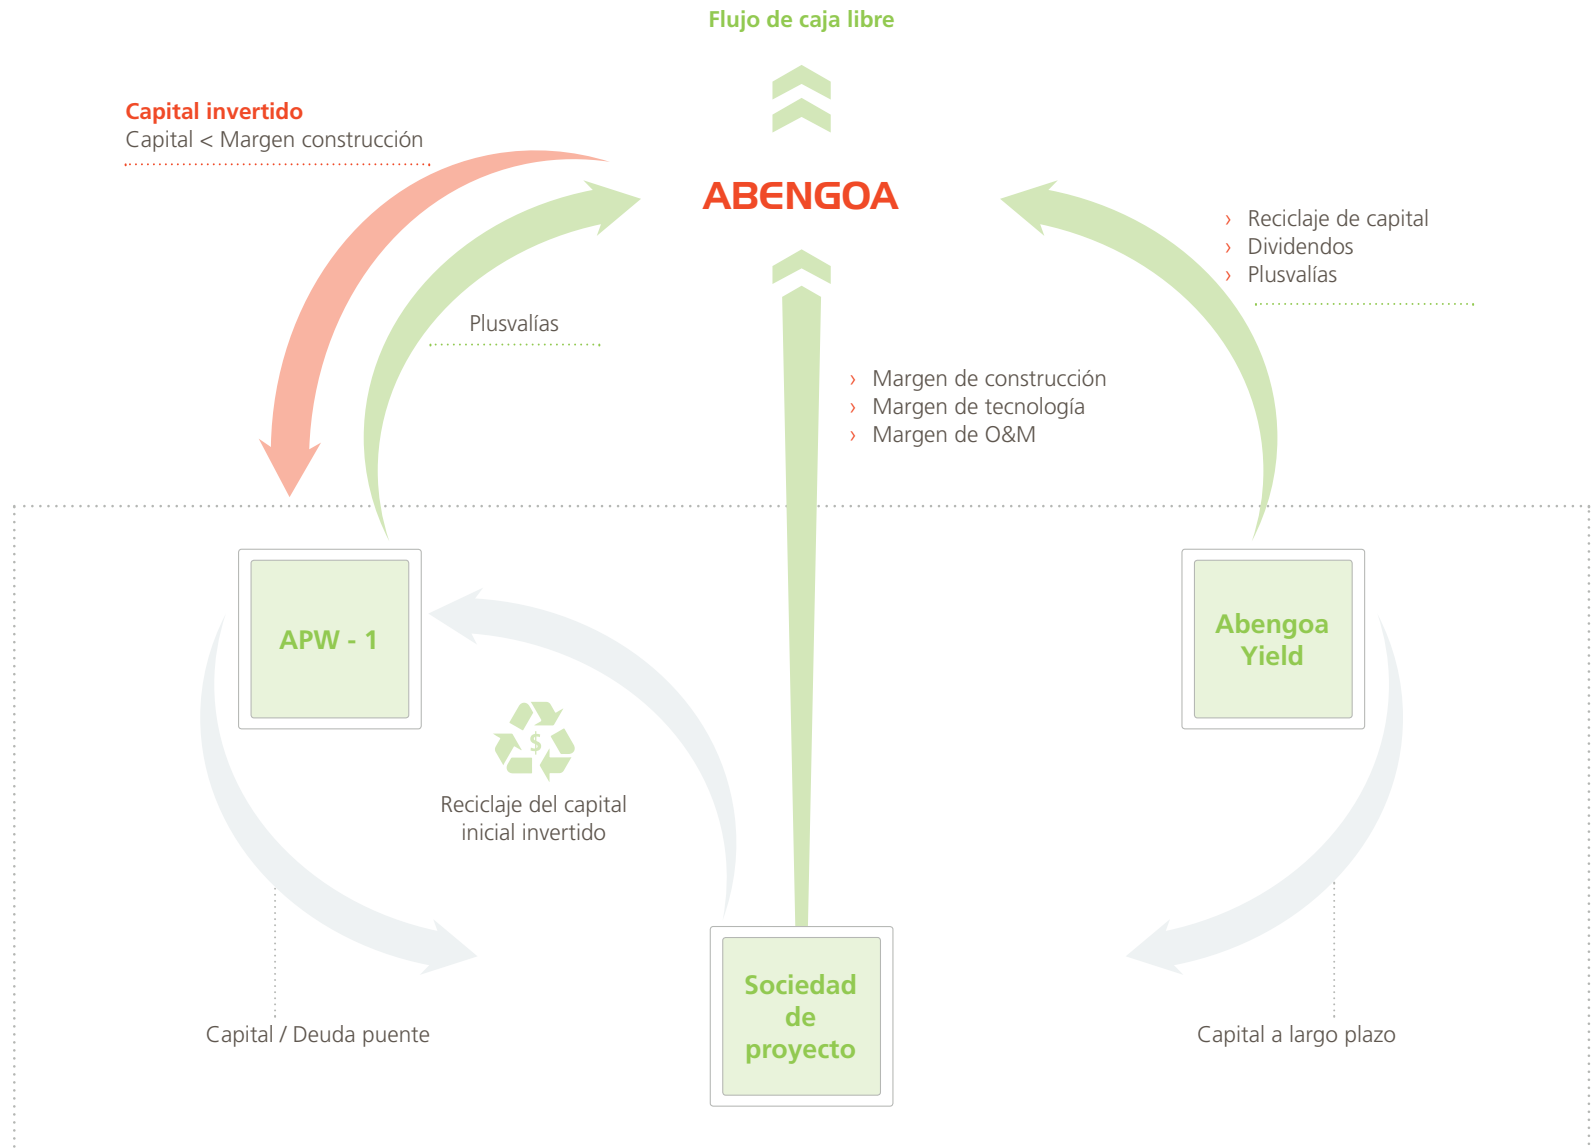 Flujo de caja libre
Capital invertido
Capital < Margen construcción
ABENGOA
› Reciclaje de capital
› Dividendos
› Plusvalías
Plusvalías
› Margen de construcción
› Margen de tecnología
› Margen de O&M
APW - 1
Abengoa
Yield
$
Reciclaje del capital
inicial invertido
Sociedad
de
proyecto
Capital / Deuda puente
Capital a largo plazo